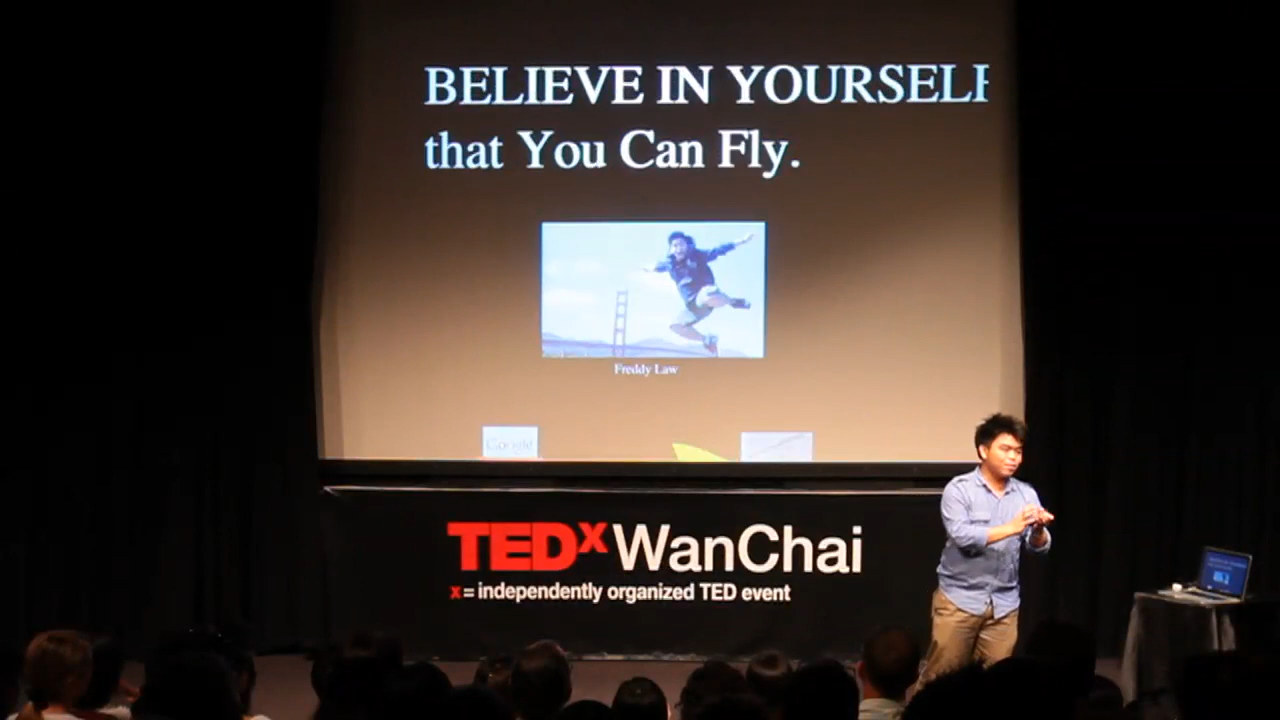 BELIEVE IN YOURSELF
that You Can Fly.
Freddy Law
TEDxWanChai
x = independently organized TED event